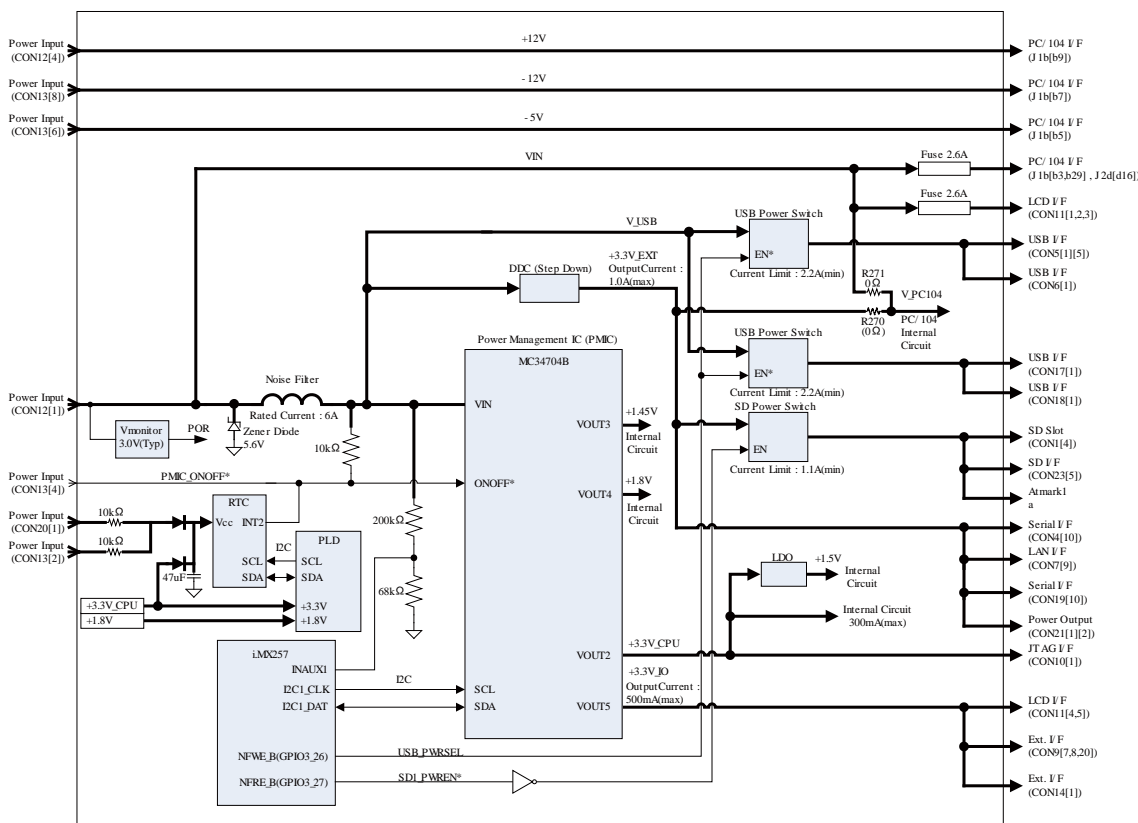 Power Input
(CON12[4])
+12V
PC/104 I/F
(J1b[b9])
Power Input
(CON13[8])
-12V
PC/104 I/F
(J1b[b7])
Power Input
(CON13[6])
-5V
PC/104 I/F
(J1b[b5])
VIN
Fuse 2.6A
PC/104 I/F
(J1b[b3,b29] , J2d[d16])
Fuse 2.6A
LCD I/F
(CON11[1,2,3])
V_USB
USB Power Switch
EN*
Current Limit : 2.2A(min)
USB I/F
(CON5[1][5])
USB I/F
(CON6[1])
DDC (Step Down)
+3.3V_EXT
OutputCurrent :
1.0A(max)
R271
0Ω
V_PC104
R270
(0Ω)
PC/104
Internal
Circuit
Power Management IC (PMIC)
MC34704B
USB Power Switch
EN*
Current Limit : 2.2A(min)
USB I/F
(CON17[1])
USB I/F
(CON18[1])
Power Input
(CON12[1])
Noise Filter
Rated Current : 6A
Vmonitor
3.0V(Typ)
POR
Zener Diode
5.6V
10kΩ
VIN
VOUT3
+1.45V
Internal
Circuit
SD Power Switch
EN
Current Limit : 1.1A(min)
SD Slot
(CON1[4])
SD I/F
(CON23[5])
Atmark1
a
Power Input
(CON13[4])
PMIC_ONOFF*
ONOFF*
VOUT4
+1.8V
Internal
Circuit
Power Input
(CON20[1])
10kΩ
Power Input
(CON13[2])
10kΩ
RTC
Vcc
INT2
SCL
SDA
I2C
PLD
SCL
SDA
+3.3V
+1.8V
47uF
+3.3V_CPU
+1.8V
200kΩ
68kΩ
Serial I/F
(CON4[10])
LAN I/F
(CON7[9])
Serial I/F
(CON19[10])
Power Output
(CON21[1][2])
LDO
+1.5V
Internal
Circuit
Internal Circuit
300mA(max)
VOUT2
+3.3V_CPU
JTAG I/F
(CON10[1])
i.MX257
INAUX1
I2C1_CLK
I2C1_DAT
I2C
SCL
SDA
+3.3V_IO
OutputCurrent :
500mA(max)
VOUT5
LCD I/F
(CON11[4,5])
Ext. I/F
(CON9[7,8,20])
Ext. I/F
(CON14[1])
NFWE_B(GPIO3_26)
USB_PWRSEL
NFRE_B(GPIO3_27)
SD1_PWREN*